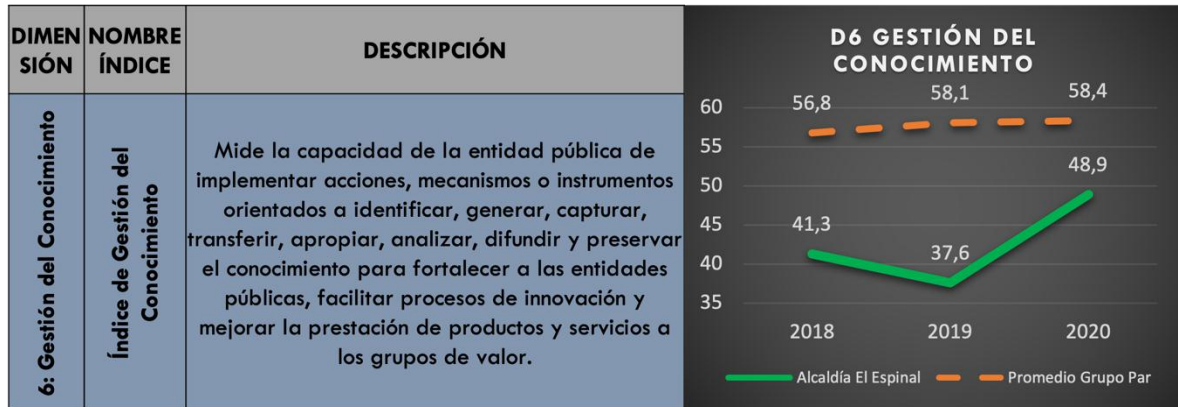 DIMEN
SIÓN
NOMBRE
ÍNDICE
DESCRIPCIÓN
6: Gestión del Conocimiento
Índice de Gestión del
Conocimiento
Mide la capacidad de la entidad pública de
implementar acciones, mecanismos o instrumentos
orientados a identificar, generar, capturar,
transferir, apropiar, analizar, difundir y preservar
el conocimiento para fortalecer a las entidades
públicas, facilitar procesos de innovación y
mejorar la prestación de productos y servicios a
los grupos de valor.
D6 GESTIÓN DEL
CONOCIMIENTO
56,8 58,1 58,4
41,3 37,6 48,9
60
55
50
45
40
35
2018 2019 2020
Alcaldía El Espinal Promedio Grupo Par